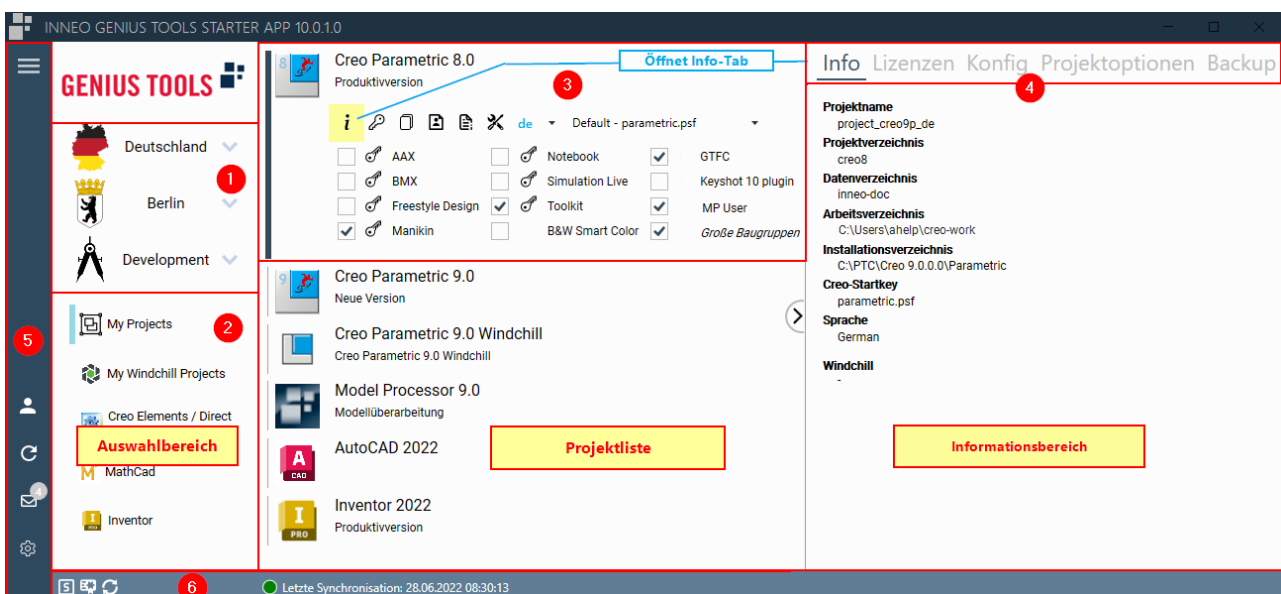 INNEO GENIUS TOOLS STARTER APP 10.0.1.0
GENIUS TOOLS
Deutschland
1
Berlin
Development
My Projects
2
My Windchill Projects
Creo Elements / Direct
Auswahlbereich
MathCad
Inventor
5
4
8
Creo Parametric 8.0
Produktivversion
Öffnet Info-Tab
3
i
de
Default - parametric.psf
AAX
Notebook
GTFC
BMX
Simulation Live
Keyshot 10 plugin
Freestyle Design
Toolkit
MP User
Manikin
B&W Smart Color
Große Baugruppen
9
Creo Parametric 9.0
Neue Version
Creo Parametric 9.0 Windchill
Creo Parametric 9.0 Windchill
Model Processor 9.0
Modellüberarbeitung
A
CAD
AutoCAD 2022
Projektliste
I
PRO
Inventor 2022
Produktivversion
Info Lizenzen Konfig Projektoptionen Backup
4
Projektname
project_creo9p_de
Projektverzeichnis
creo8
Datenverzeichnis
inneo-doc
Arbeitsverzeichnis
C:\Users\ahelp\creo-work
Installationsverzeichnis
C:\PTC\Creo 9.0.0.0\Parametric
Creo-Startkey
parametric.psf
Sprache
German
Windchill
-
Informationsbereich
S
6
Letzte Synchronisation: 28.06.2022 08:30:13